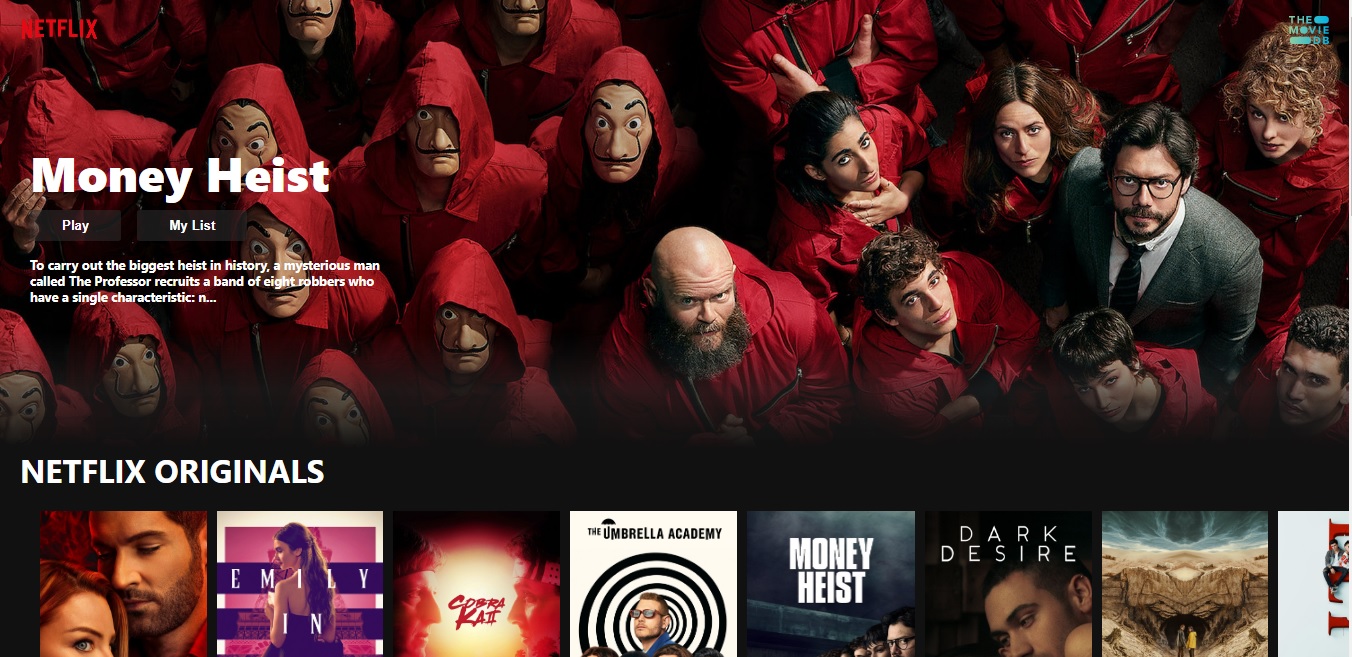 NETFLIX
THE
MOVIE
DB
Money Heist
Play
My List
To carry out the biggest heist in history, a mysterious man
called The Professor recruits a band of eight robbers who
have a single characteristic: n...
NETFLIX ORIGINALS
EMILY
IN
COBRA
KAI
THE UMBRELLA ACADEMY
MONEY
HEIST
DARK
DESIRE